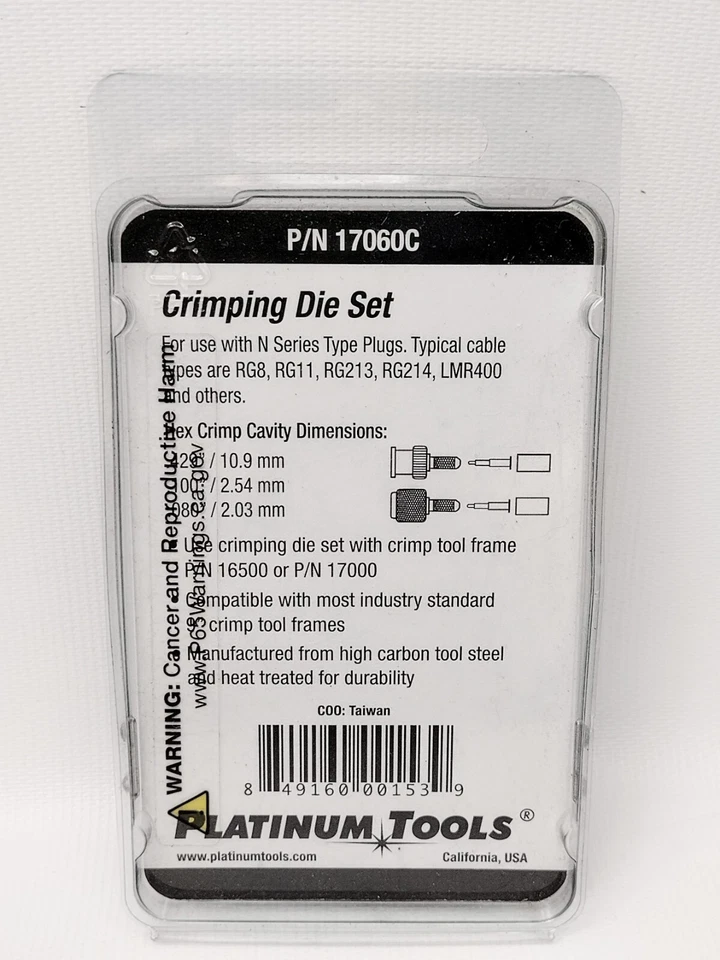 P/N 17060C
Crimping Die Set
For use with N Series Type Plugs. Typical cable
types are RG8, RG11, RG213, RG214, LMR400
and others.
Hex Crimp Cavity Dimensions:
.429" / 10.9 mm
.100" / 2.54 mm
.080" / 2.03 mm
• Use crimping die set with crimp tool frame
P/N 16500 or P/N 17000
• Compatible with most industry standard
crimp tool frames
• Manufactured from high carbon tool steel
and heat treated for durability
COO: Taiwan
8 49160 00153 9
PLATINUM TOOLS®
www.platinumtools.com California, USA
WARNING: Cancer and Reproductive Harm
www.P65Warnings.ca.gov